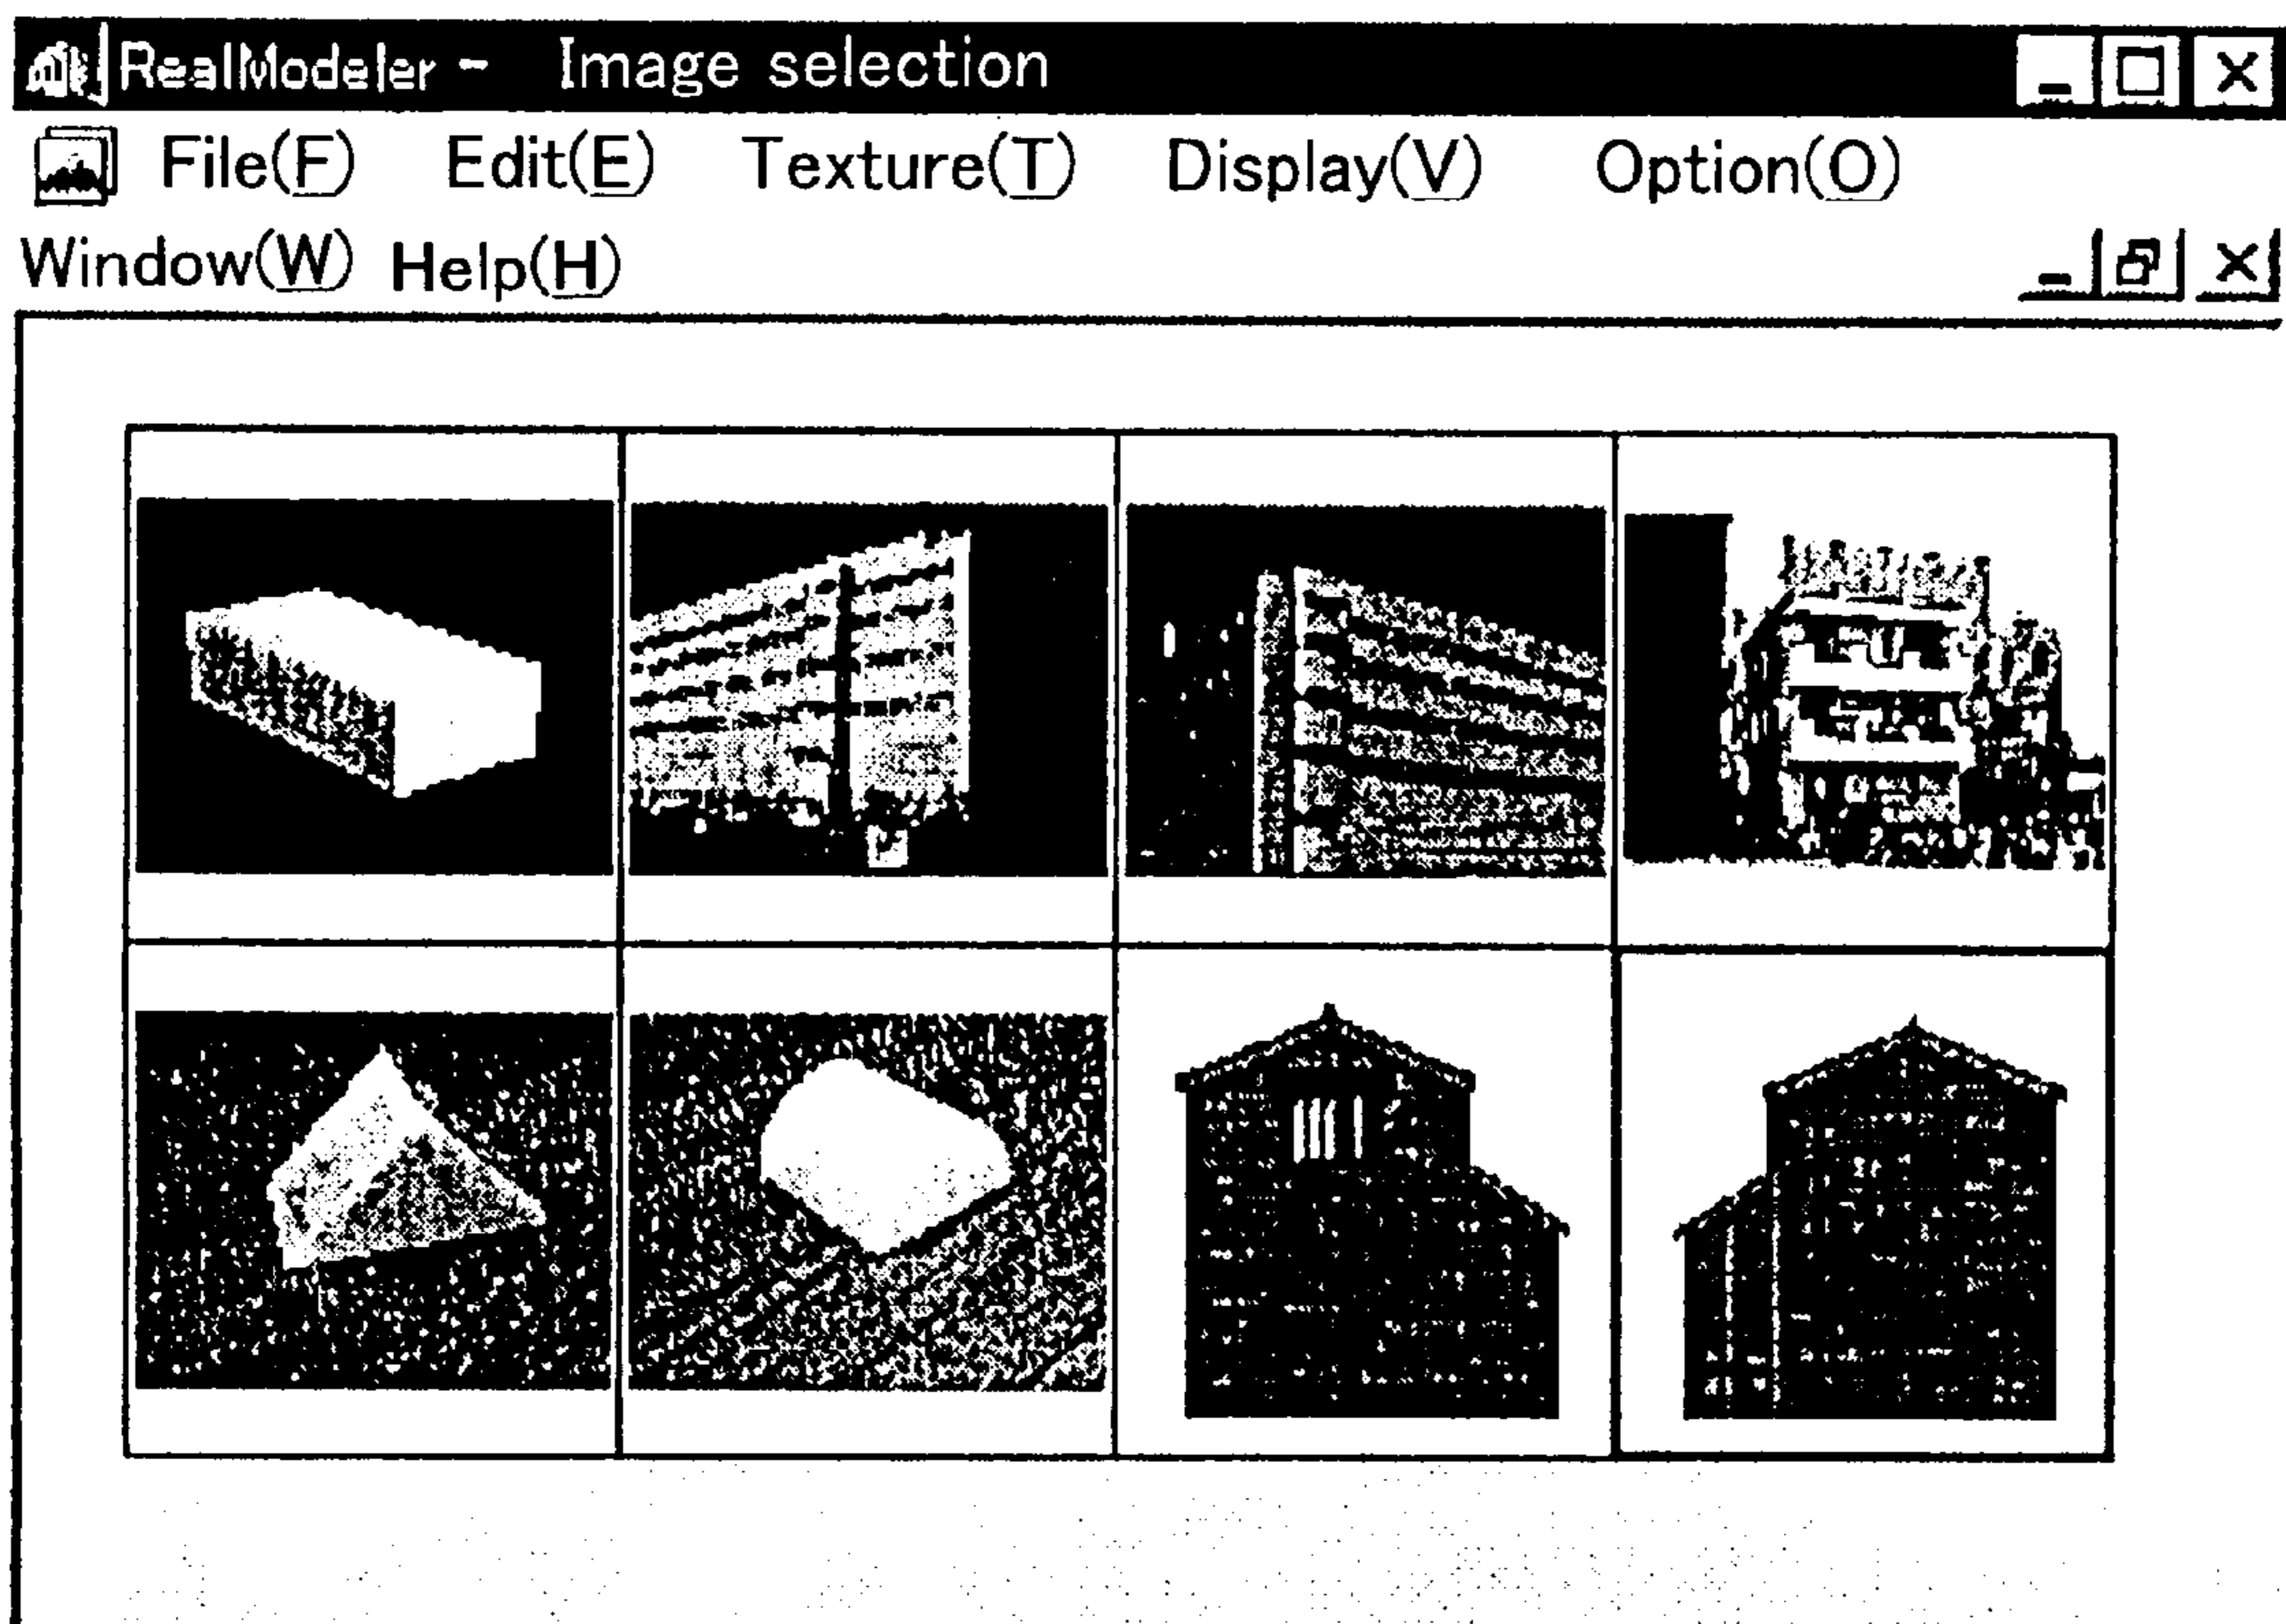 RealModeler - Image selection
File(F) Edit(E) Texture(T) Display(V) Option(O)
Window(W) Help(H)